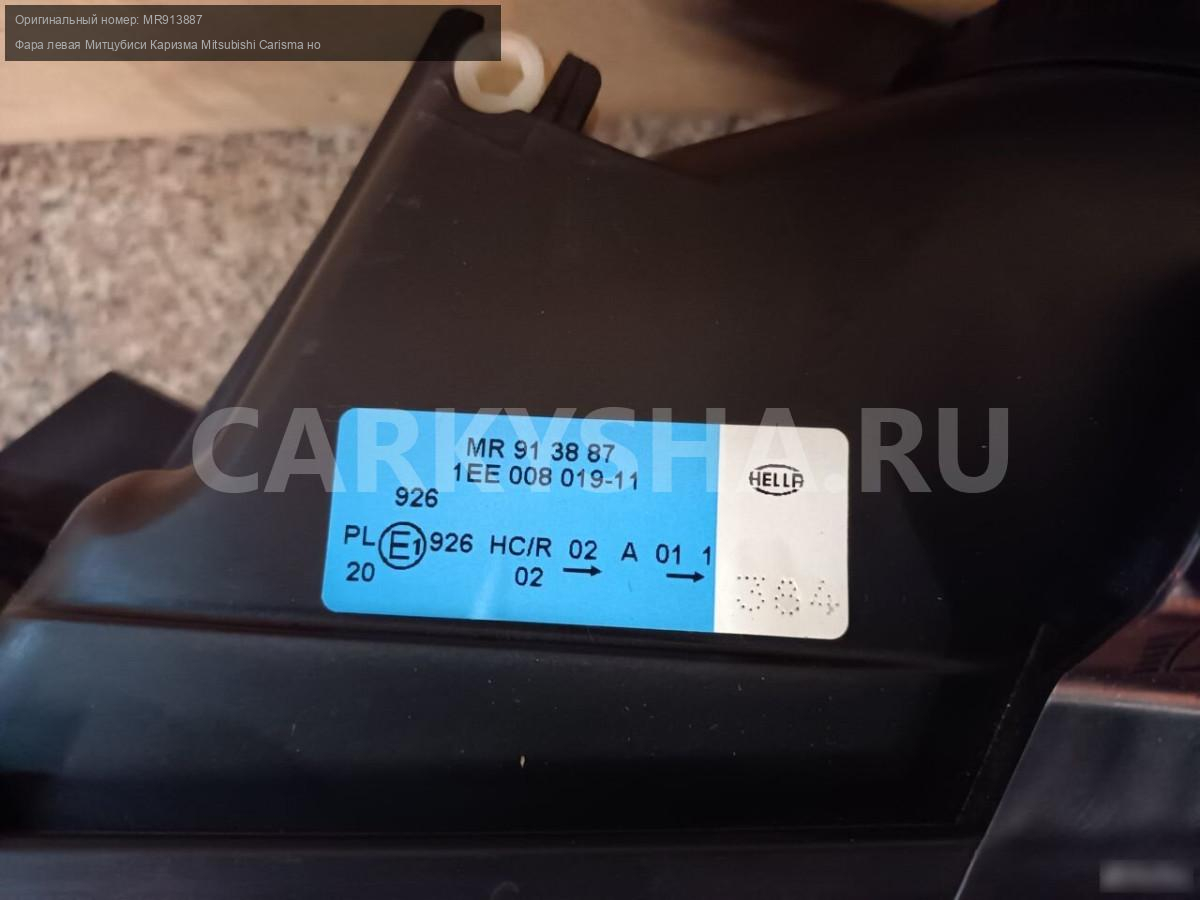 Оригинальный номер: MR913887
Фара левая Митцубиси Каризма Mitsubishi Carisma но
CARKYSHA.RU
MR 91 38 87
1EE 008 019-11
HELLA
926
PL E1 926 HC/R 02 A 01 1
20 02 → →
384